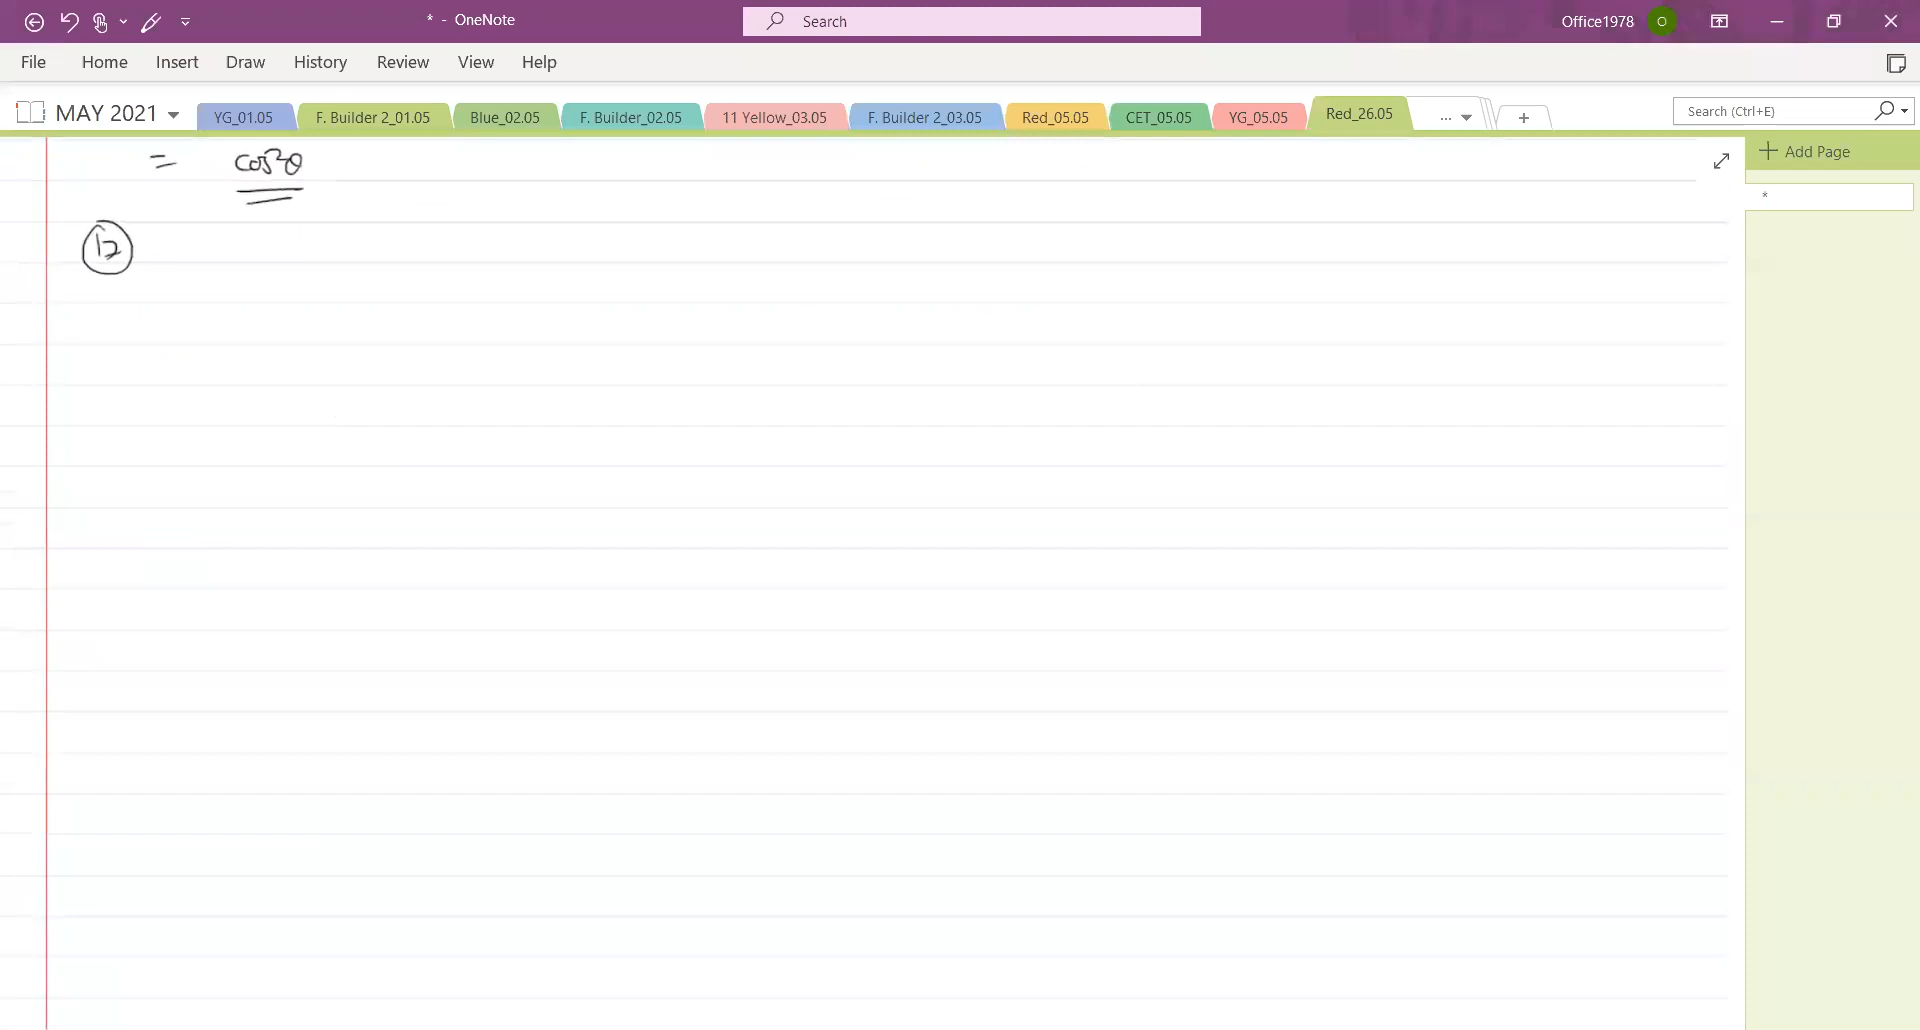 * - OneNote
Search
Office1978
O
File Home Insert Draw History Review View Help
MAY 2021
YG_01.05
F. Builder 2_01.05
Blue_02.05
F. Builder_02.05
11 Yellow_03.05
F. Builder 2_03.05
Red_05.05
CET_05.05
YG_05.05
Red_26.05
...
+
Search (Ctrl+E)
+ Add Page
*
= cos²θ
12